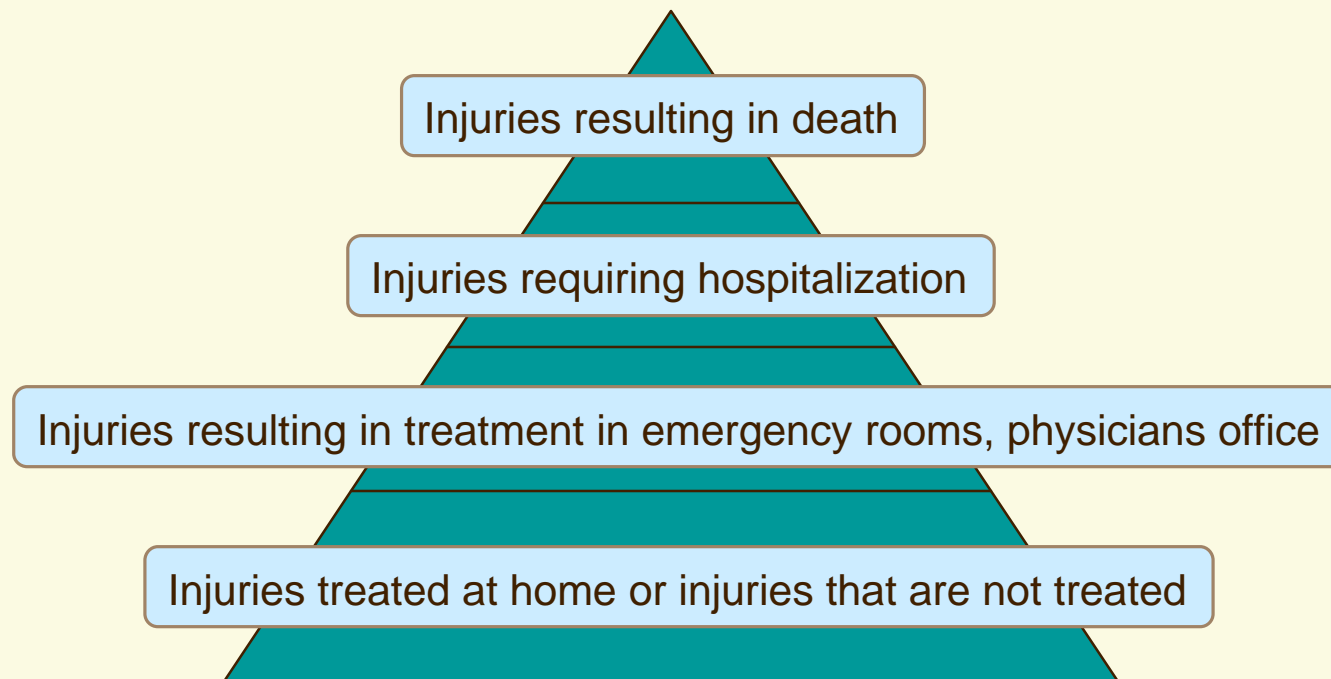 Injuries resulting in death
Injuries requiring hospitalization
Injuries resulting in treatment in emergency rooms, physicians office
Injuries treated at home or injuries that are not treated